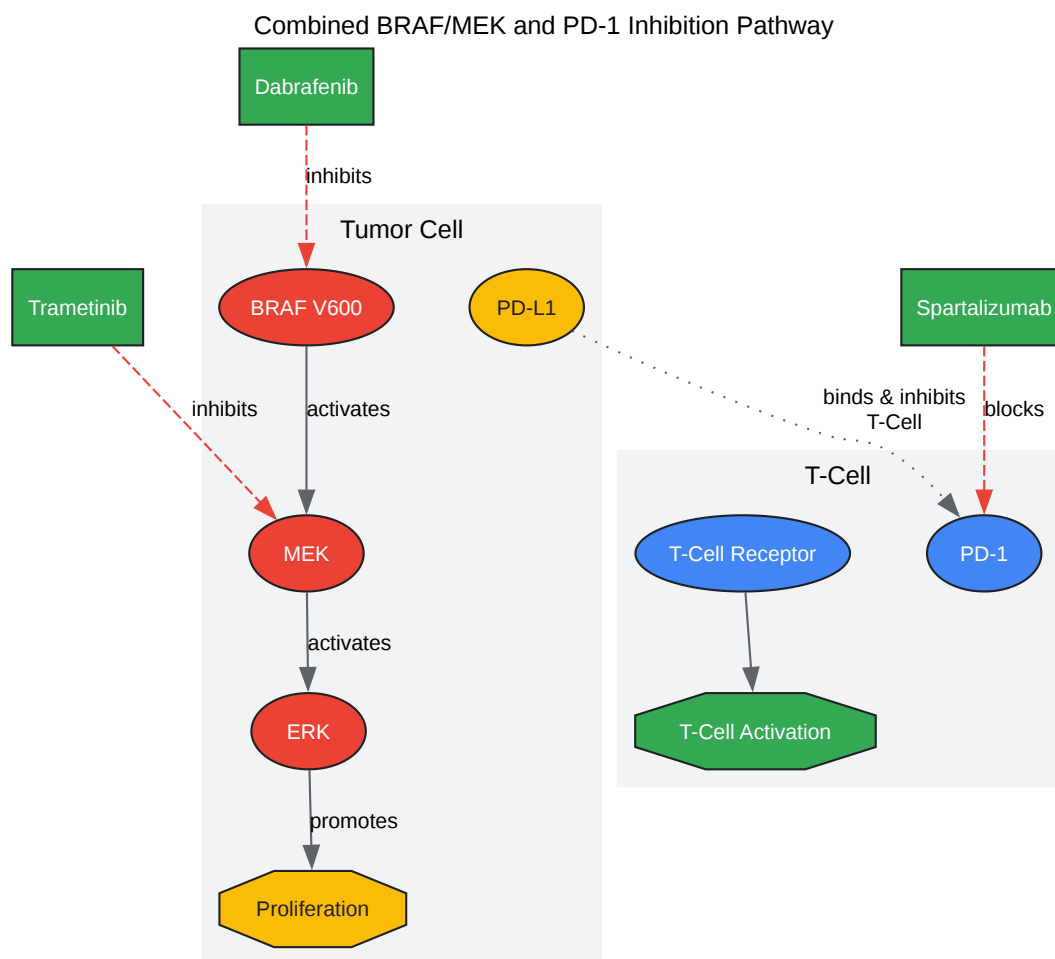 Combined BRAF/MEK and PD-1 Inhibition Pathway
Dabrafenib
inhibits
Tumor Cell
Trametinib
BRAF V600
PD-L1
Spartalizumab
inhibits
activates
binds & inhibits
T-Cell
blocks
T-Cell
MEK
T-Cell Receptor
PD-1
activates
ERK
T-Cell Activation
promotes
Proliferation